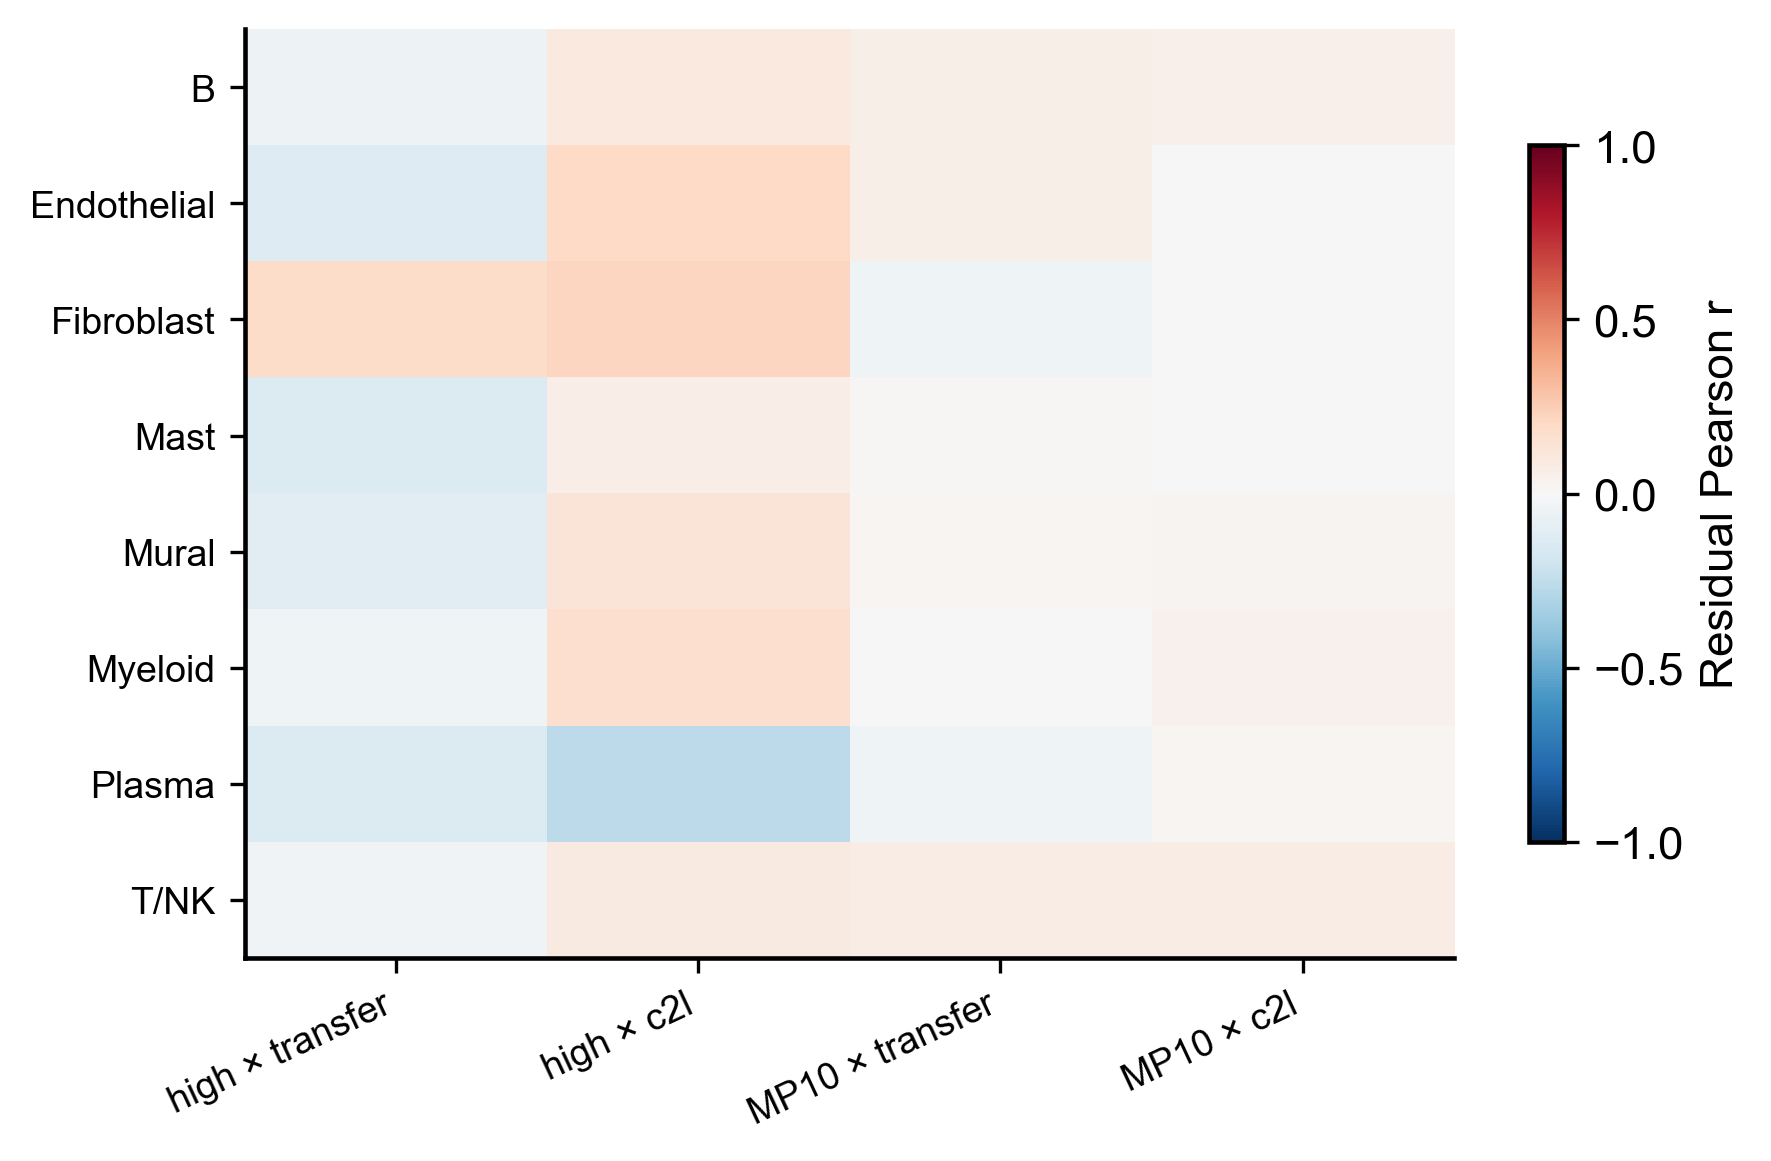 B
Endothelial
Fibroblast
Mast
Mural
Myeloid
Plasma
T/NK
high × transfer
high × c2l
MP10 × transfer
MP10 × c2l
1.0
0.5
0.0
−0.5
−1.0
Residual Pearson r